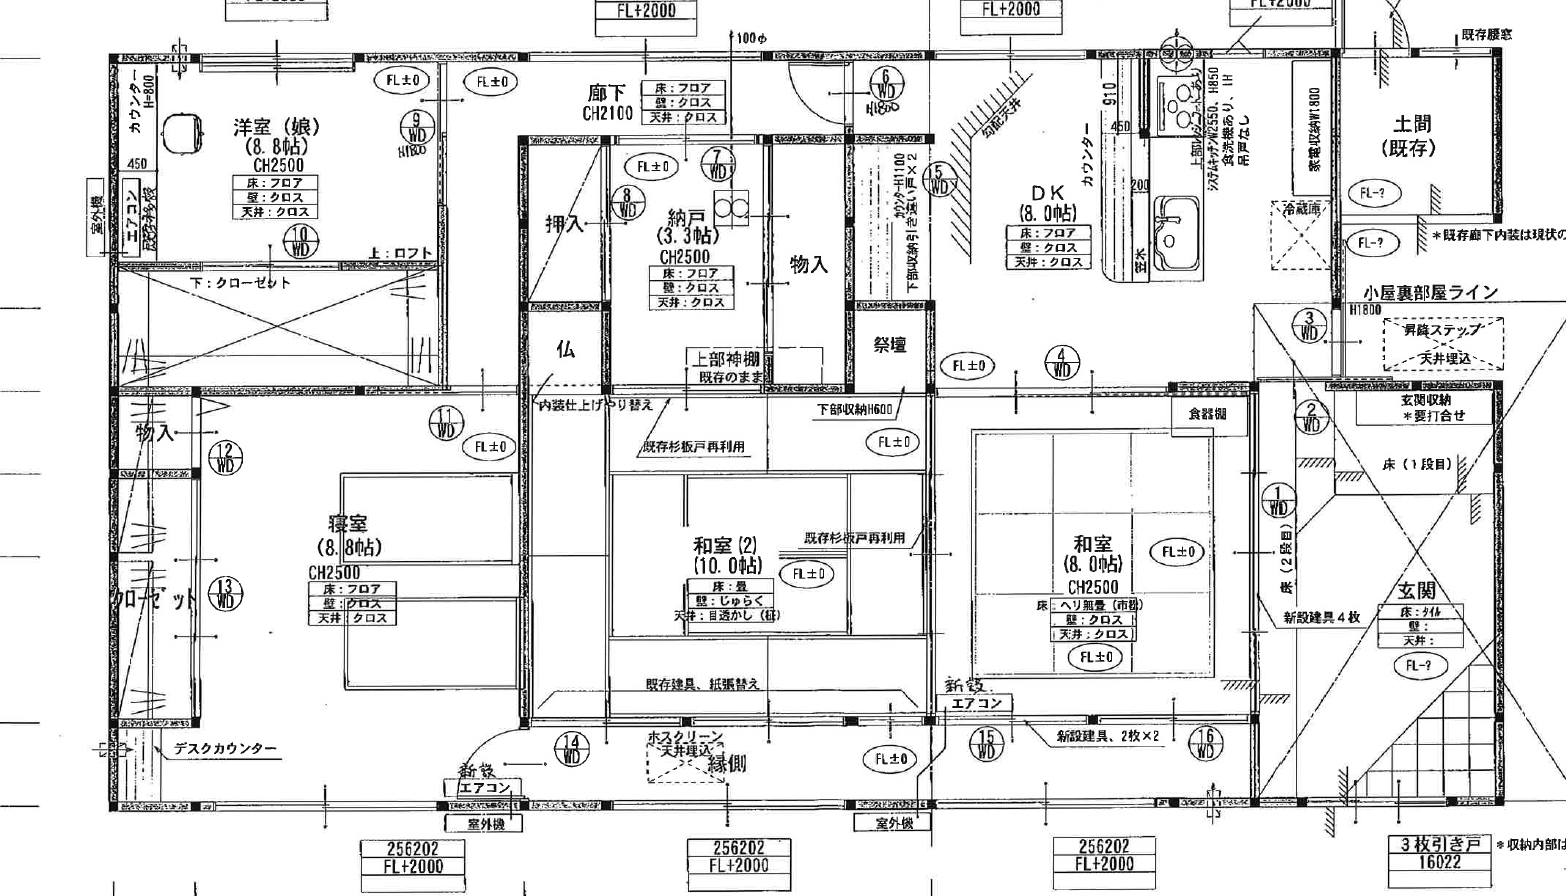 FL+2000
FL+2000
FL+2000
FL+2000
100φ
既存腰窓
カウンター
H=800
FL±0
FL±0
9
WD
H1800
洋室 (娘)
(8. 8帖)
CH2500
床：フロア
壁：クロス
天井：クロス
450
室外機
エアコン
10
WD
上：ロフト
下：クローゼット
廊下
CH2100
床：フロア
壁：クロス
天井：クロス
6
WD
H1800
FL±0
7
WD
8
WD
押入
納戸
(3.3帖)
CH2500
床：フロア
壁：クロス
天井：クロス
物入
仏
上部神棚
既存のまま
祭壇
内装仕上げやり替え
カウンターH1100
下部収納引き違い戸×2
15
WD
勾配天井
カウンター
910
450
200
笠木
DK
(8. 0帖)
床：フロア
壁：クロス
天井：クロス
システムキッチンW2550、H850
食洗機あり、IH
吊戸なし
家電収納W1800
冷蔵庫
土間
(既存)
FL-?
FL-?
＊既存廊下内装は現状の
小屋裏部屋ライン
H1800
昇降ステップ
天井埋込
3
WD
4
WD
FL±0
下部収納H600
食器棚
玄関収納
＊要打合せ
2
WD
床 (1段目)
物入
11
WD
FL±0
12
WD
既存杉板戸再利用
FL±0
1
WD
寝室
(8. 8帖)
CH2500
床：フロア
壁：クロス
天井：クロス
クローゼット
13
WD
和室(2)
(10. 0帖)
床：畳
壁：じゅらく
天井：目透かし (柾)
既存杉板戸再利用
FL±0
和室
(8. 0帖)
CH2500
床：ヘリ無畳 (市松)
壁：クロス
天井：クロス
FL±0
FL±0
床 (2段目)
新設建具4枚
玄関
床：タイル
壁：
天井：
FL-?
既存建具、紙張替え
新設
エアコン
デスクカウンター
新設
エアコン
14
WD
ホスクリーン
天井埋込
縁側
FL±0
15
WD
新設建具、2枚×2
16
WD
室外機
室外機
256202
FL+2000
256202
FL+2000
256202
FL+2000
3枚引き戸
16022
＊収納内部は